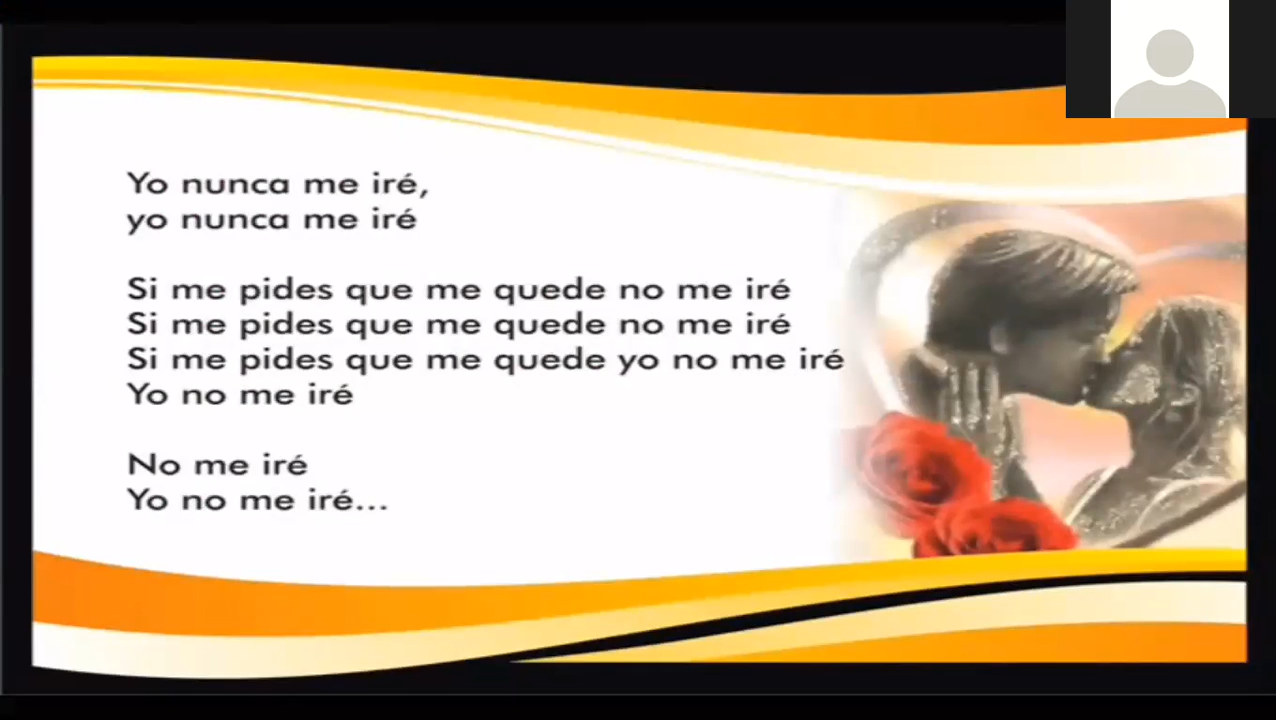 Yo nunca me iré,
yo nunca me iré
Si me pides que me quede no me iré
Si me pides que me quede no me iré
Si me pides que me quede yo no me iré
Yo no me iré
No me iré
Yo no me iré...